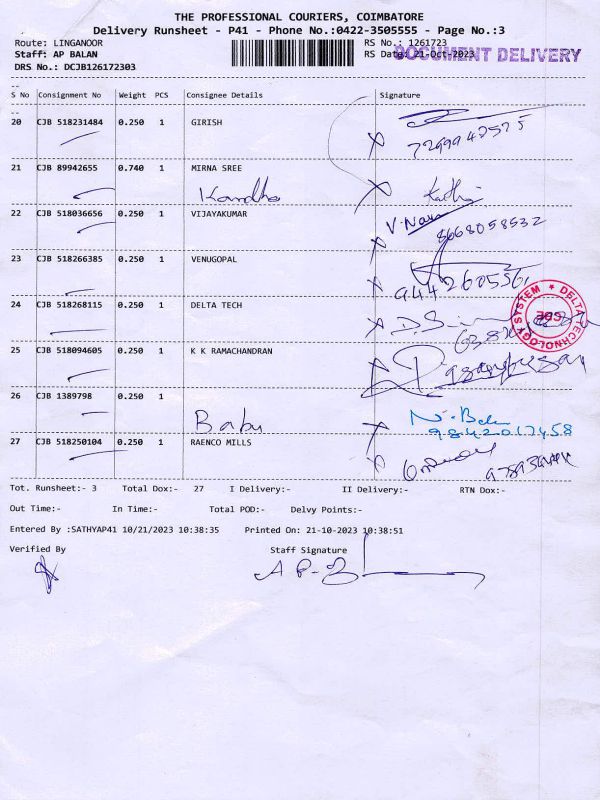 THE PROFESSIONAL COURIERS, COIMBATORE
Delivery Runsheet - P41 - Phone No.:0422-3505555 - Page No.:3
Route: LINGANOOR RS No.: 1261723
Staff: AP BALAN RS Date: 21-Oct-2023 DOCUMENT DELIVERY
DRS No.: DCJB126172303
S No Consignment No Weight PCS Consignee Details Signature
20 CJB 518231484 0.250 1 GIRISH
21 CJB 89942655 0.740 1 MIRNA SREE
Kandha
22 CJB 518036656 0.250 1 VIJAYAKUMAR
8668058532
23 CJB 518266385 0.250 1 VENUGOPAL
24 CJB 518268115 0.250 1 DELTA TECH
DELTA TECHNOLOGY SYSTEM
25 CJB 518094605 0.250 1 K K RAMACHANDRAN
26 CJB 1389798 0.250 1
Babu
9842017458
27 CJB 518250104 0.250 1 RAENCO MILLS
Tot. Runsheet:- 3 Total Dox:- 27 I Delivery:- II Delivery:- RTN Dox:-
Out Time:- In Time:- Total POD:- Delvy Points:-
Entered By :SATHYAP41 10/21/2023 10:38:35 Printed On: 21-10-2023 10:38:51
Verified By Staff Signature